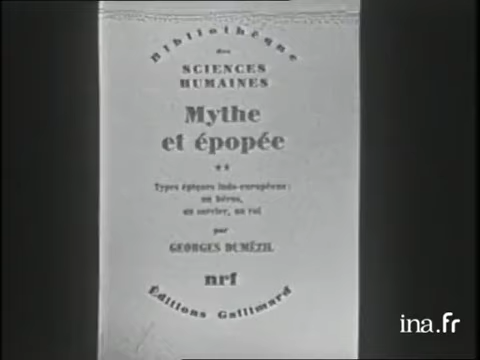 Bibliothèque
des
SCIENCES
HUMAINES
Mythe
et épopée
**
Types épiques indo-européens :
un héros,
un sorcier, un roi
par
GEORGES DUMÉZIL
nrf
Éditions Gallimard
ina.fr